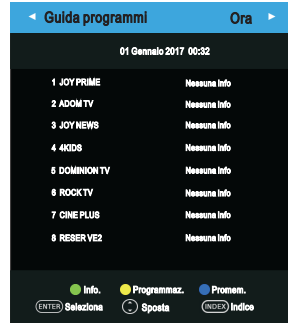 Guida programmi Ora
01 Gennaio 2017 00:32
1 JOY PRIME Nessuna Info
2 ADOM TV Nessuna Info
3 JOY NEWS Nessuna Info
4 4KIDS Nessuna Info
5 DOMINION TV Nessuna Info
6 ROCK TV Nessuna Info
7 CINE PLUS Nessuna Info
8 RESER VE2 Nessuna Info
Info. Programmaz. Promem.
ENTER Seleziona Sposta INDEX Indice